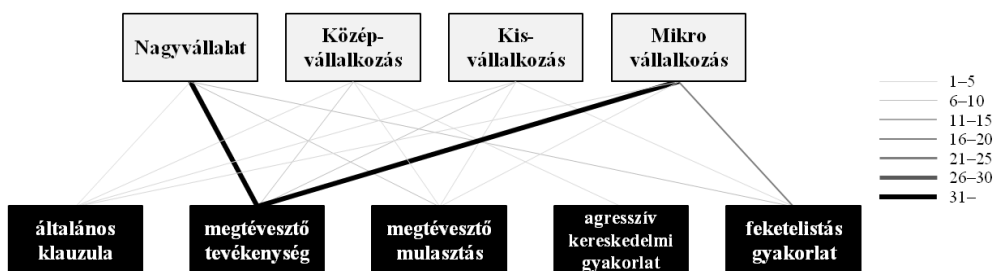 Nagyvállalat
Közép-
vállalkozás
Kis-
vállalkozás
Mikro
vállalkozás
1–5
6–10
11–15
16–20
21–25
26–30
31–
általános
klauzula
megtévesztő
tevékenység
megtévesztő
mulasztás
agresszív
kereskedelmi
gyakorlat
feketelistás
gyakorlat